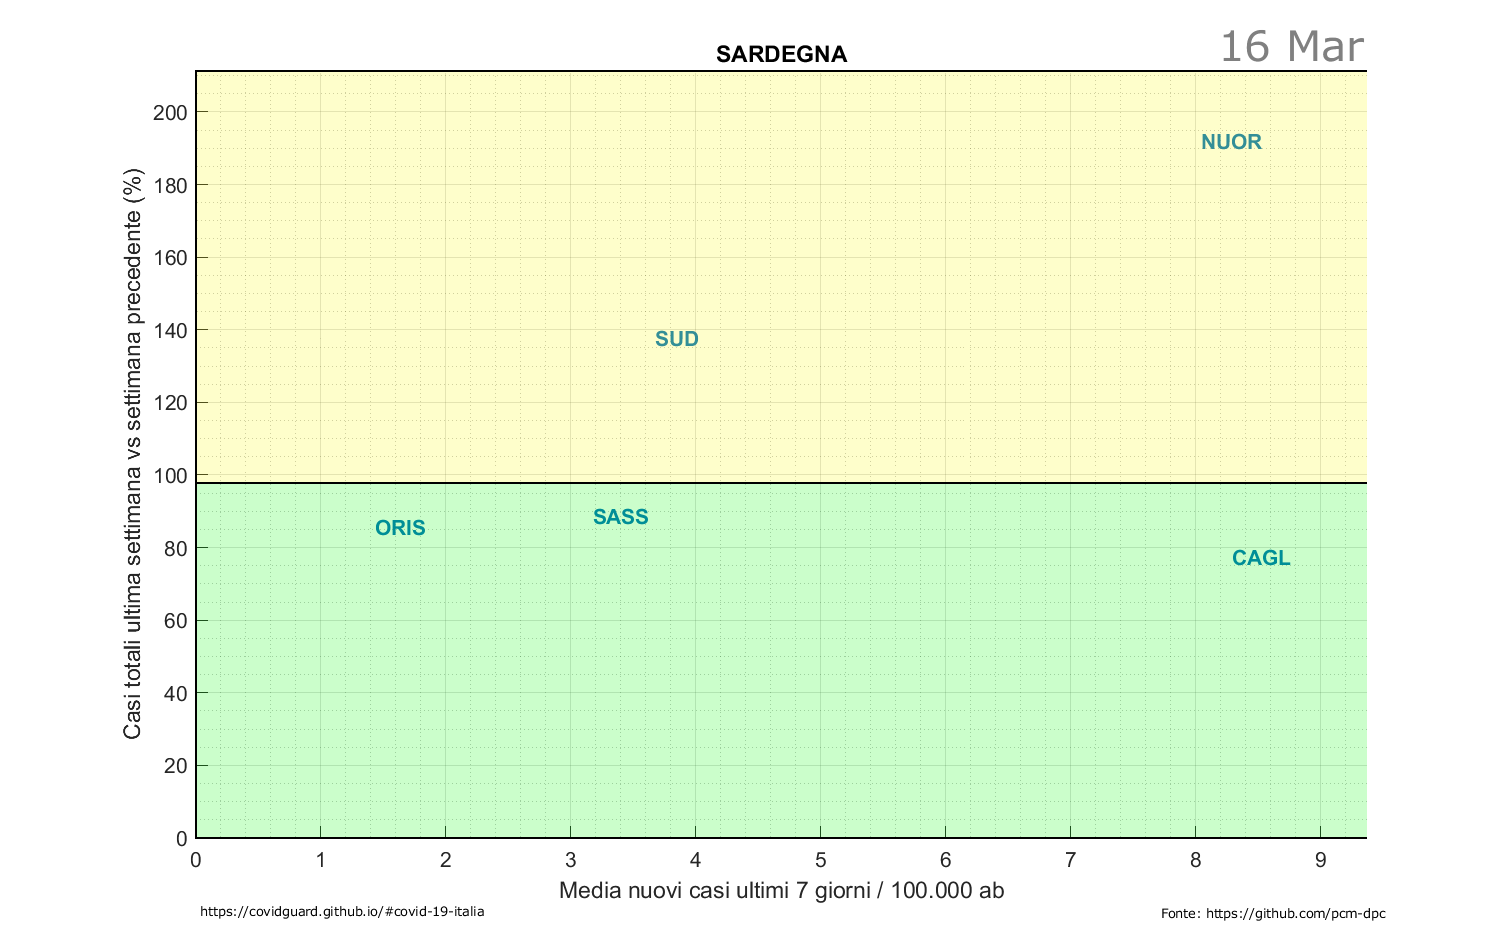 SARDEGNA
16 Mar
Casi totali ultima settimana vs settimana precedente (%)
200
180
160
140
120
100
80
60
40
20
0
NUOR
SUD
ORIS
SASS
CAGL
0 1 2 3 4 5 6 7 8 9
Media nuovi casi ultimi 7 giorni / 100.000 ab
https://covidguard.github.io/#covid-19-italia
Fonte: https://github.com/pcm-dpc